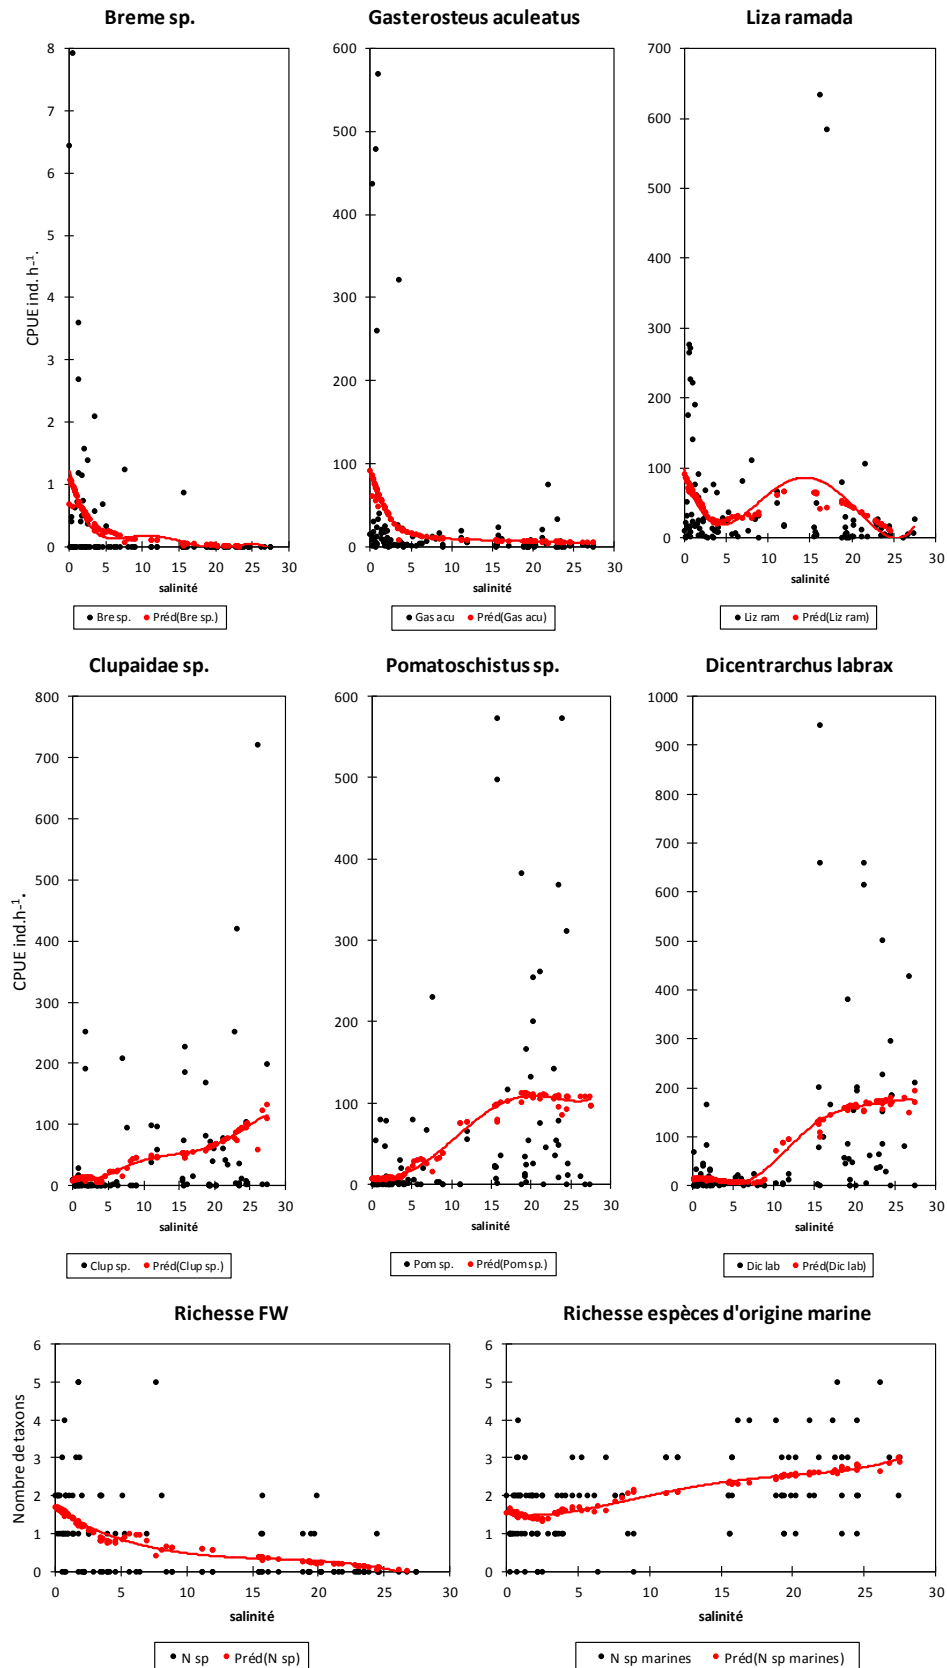 Breme sp.
Gasterosteus aculeatus
Liza ramada
CPUE ind. h-¹.
8
7
6
5
4
3
2
1
0
0 5 10 15 20 25 30
salinité
Bre sp. Préd(Bre sp.)
600
500
400
300
200
100
0
0 5 10 15 20 25 30
salinité
Gas acu Préd(Gas acu)
700
600
500
400
300
200
100
0
0 5 10 15 20 25 30
salinité
Liz ram Préd(Liz ram)
Clupaidae sp.
Pomatoschistus sp.
Dicentrarchus labrax
CPUE ind.h-¹.
800
700
600
500
400
300
200
100
0
0 5 10 15 20 25 30
salinité
Clup sp. Préd(Clup sp.)
600
500
400
300
200
100
0
0 5 10 15 20 25 30
salinité
Pom sp. Préd(Pom sp.)
1000
900
800
700
600
500
400
300
200
100
0
0 5 10 15 20 25 30
salinité
Dic lab Préd(Dic lab)
Richesse FW
Richesse espèces d'origine marine
Nombre de taxons
6
5
4
3
2
1
0
0 5 10 15 20 25 30
salinité
N sp Préd(N sp)
6
5
4
3
2
1
0
0 5 10 15 20 25 30
salinité
N sp marines Préd(N sp marines)